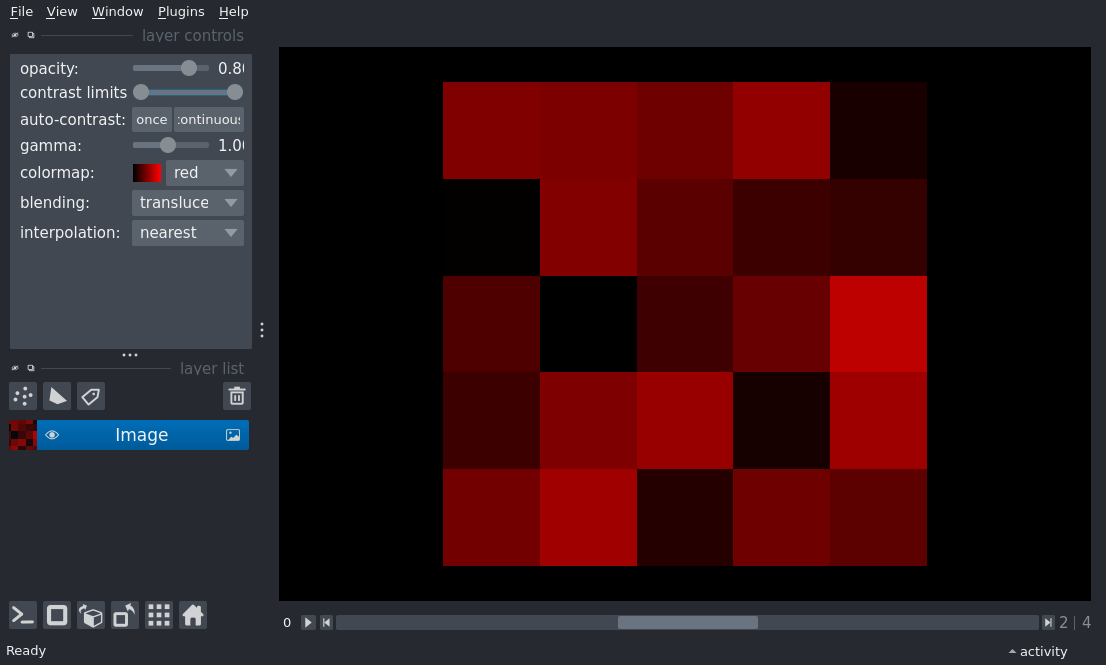 File View Window Plugins Help
layer controls
opacity: 0.80
contrast limits
auto-contrast: once continuous
gamma: 1.00
colormap: red
blending: transluce
interpolation: nearest
layer list
Image
0 2 | 4
Ready activity